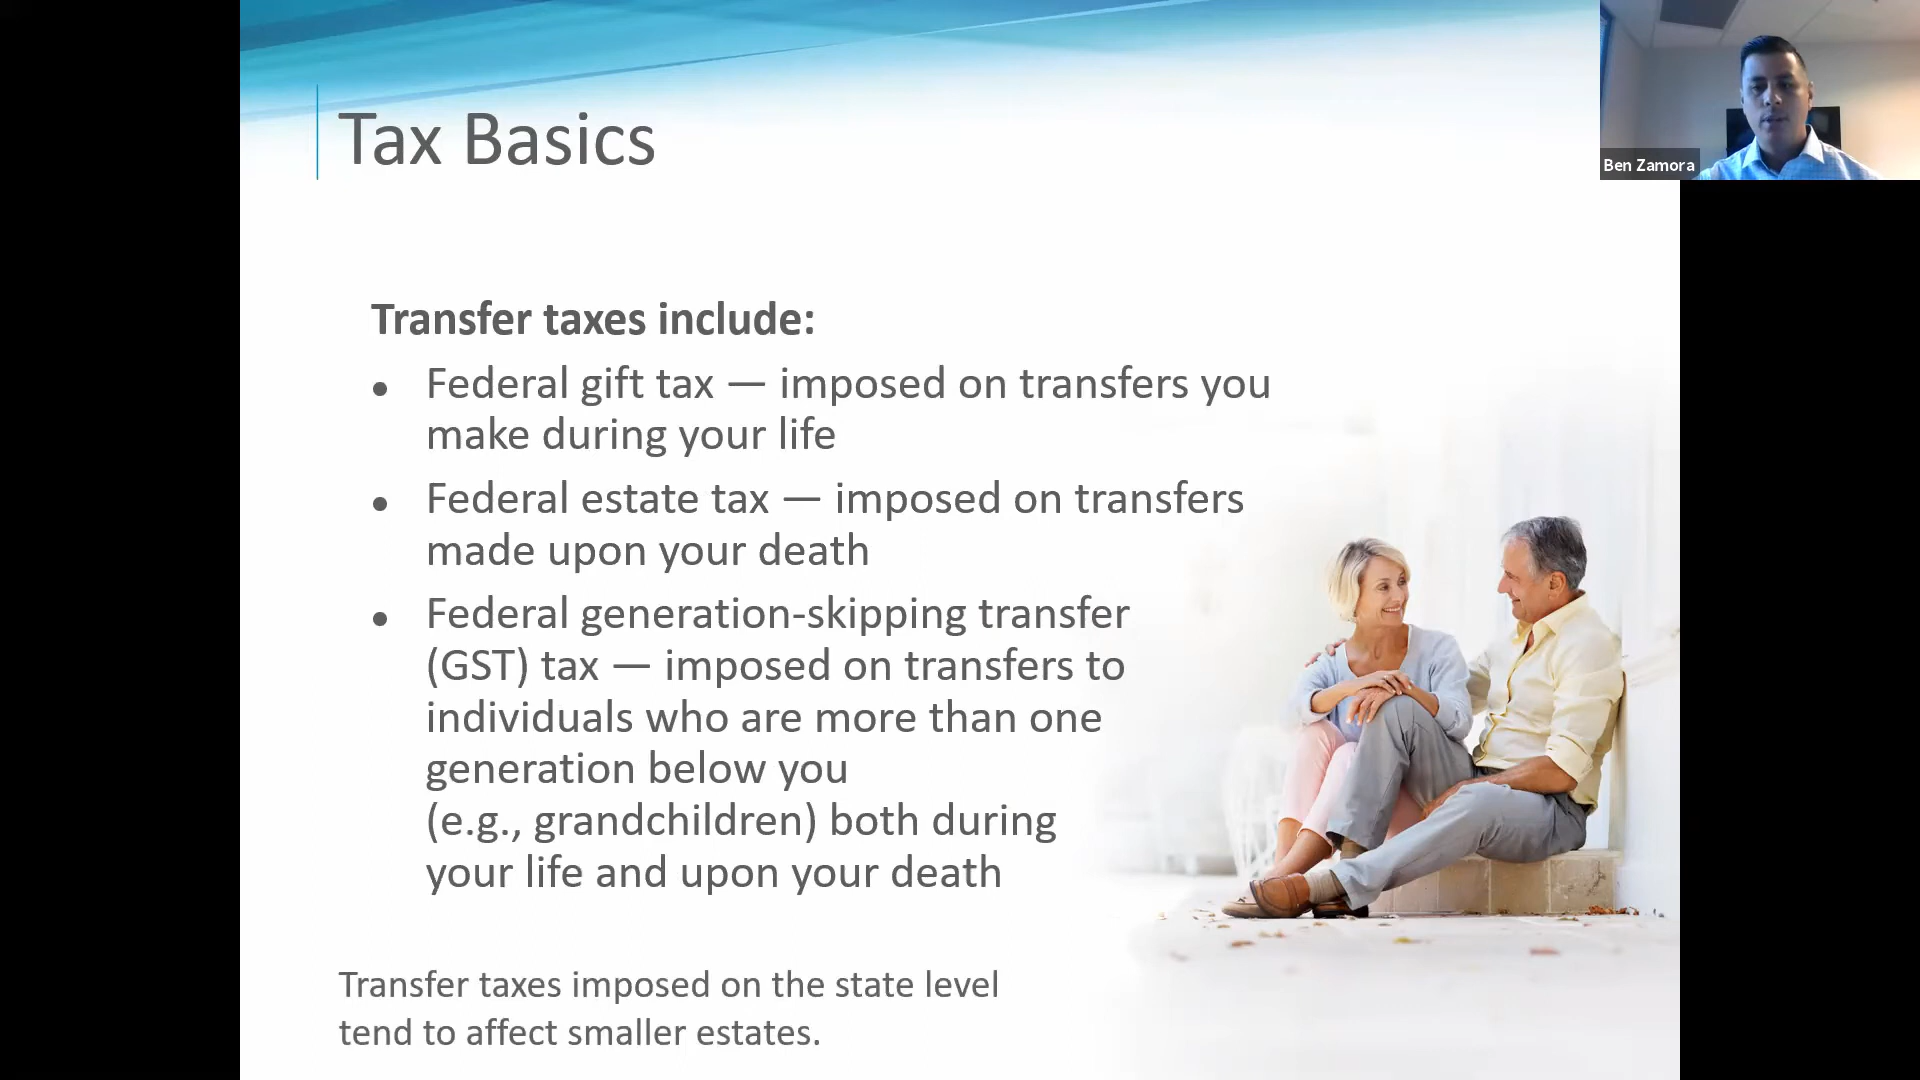 Tax Basics
Ben Zamora
Transfer taxes include:
• Federal gift tax — imposed on transfers you
make during your life
• Federal estate tax — imposed on transfers
made upon your death
• Federal generation-skipping transfer
(GST) tax — imposed on transfers to
individuals who are more than one
generation below you
(e.g., grandchildren) both during
your life and upon your death
Transfer taxes imposed on the state level
tend to affect smaller estates.